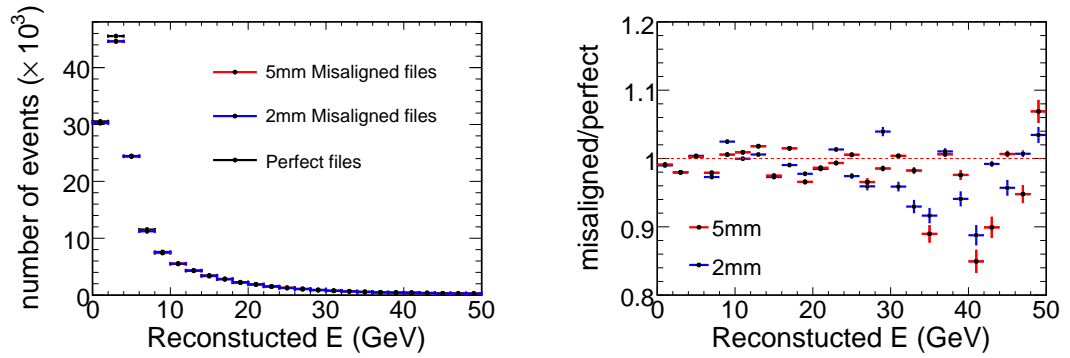 number of events (× 10³)
40
30
20
10
0
5mm Misaligned files
2mm Misaligned files
Perfect files
0 10 20 30 40 50
Reconstucted E (GeV)
misaligned/perfect
1.2
1.1
1
0.9
0.8
5mm
2mm
0 10 20 30 40 50
Reconstucted E (GeV)